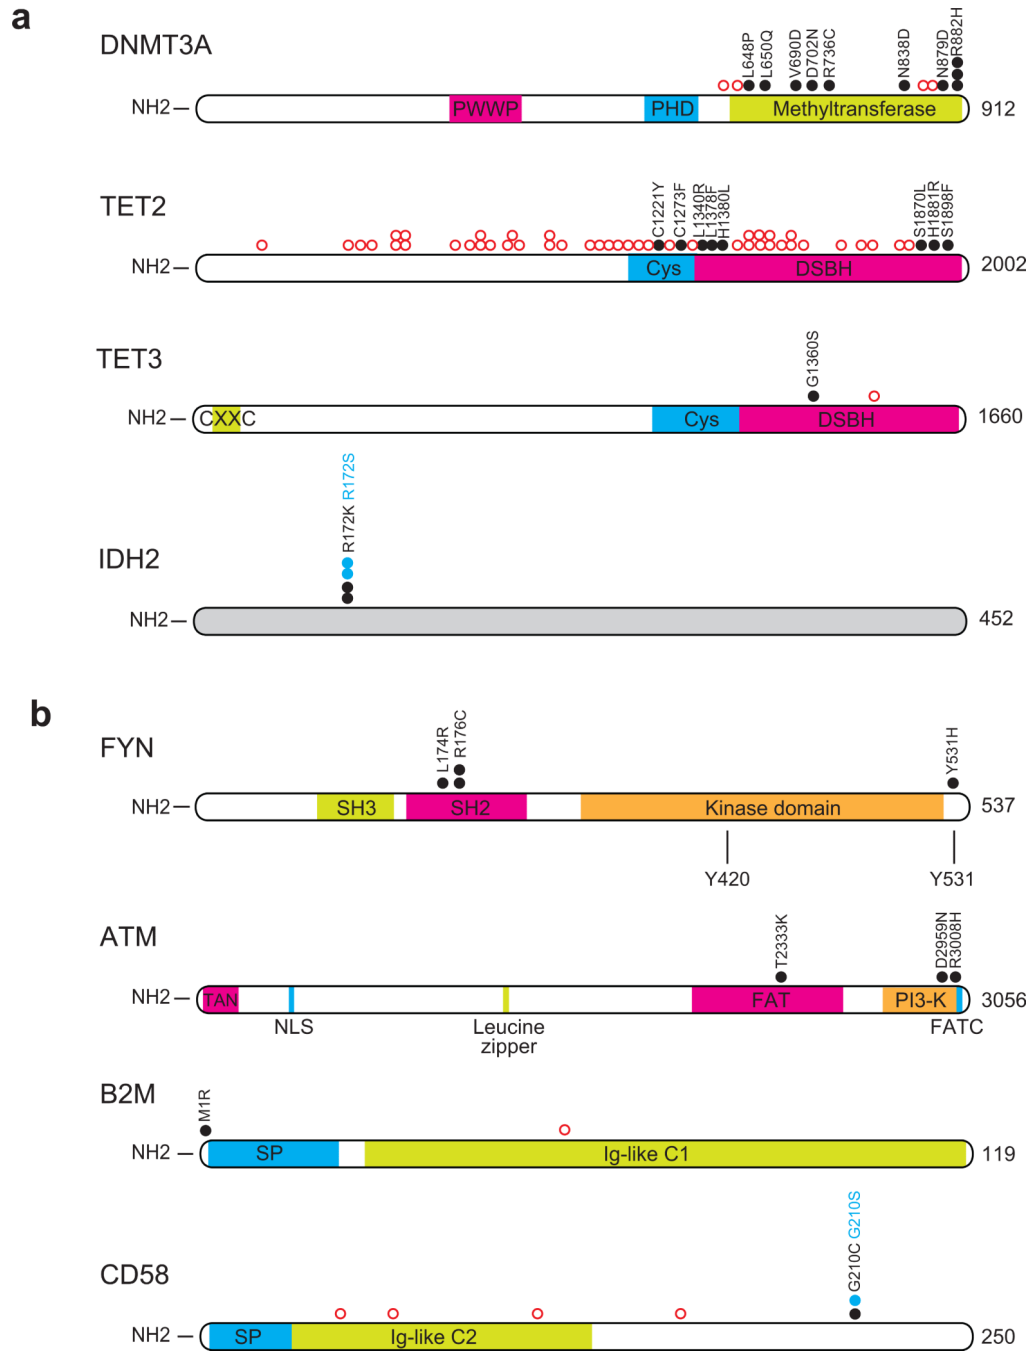 a
DNMT3A
L648P
L650Q
V690D
D702N
R736C
N838D
N879D
R882H
NH2
PWWP
PHD
Methyltransferase
912
TET2
C1221Y
C1273F
L1340R
L1378F
H1380L
S1870L
H1881R
S1898F
NH2
Cys
DSBH
2002
TET3
G1360S
NH2
CXXC
Cys
DSBH
1660
R172K R172S
IDH2
NH2
452
b
FYN
L174R
R176C
Y531H
NH2
SH3
SH2
Kinase domain
537
Y420
Y531
ATM
T2333K
D2959N
R3008H
NH2
TAN
FAT
PI3-K
3056
NLS
Leucine
zipper
FATC
B2M
M1R
NH2
SP
Ig-like C1
119
G210C G210S
CD58
NH2
SP
Ig-like C2
250